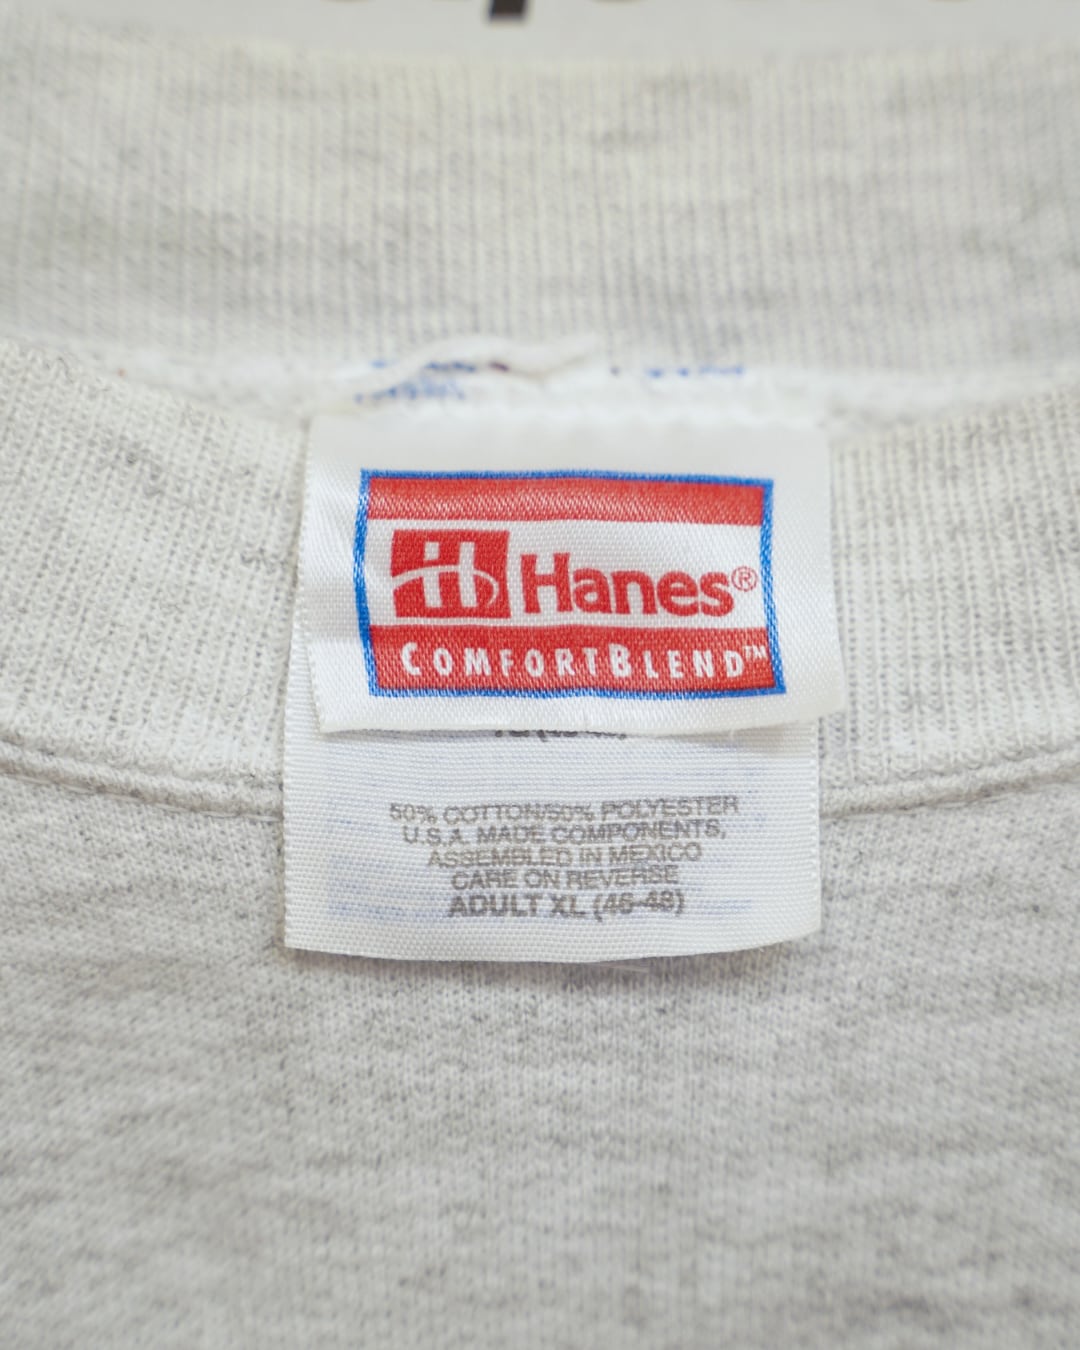 Hanes®
COMFORTBLEND™
50% COTTON/50% POLYESTER
U.S.A. MADE COMPONENTS,
ASSEMBLED IN MEXICO
CARE ON REVERSE
ADULT XL (46-48)